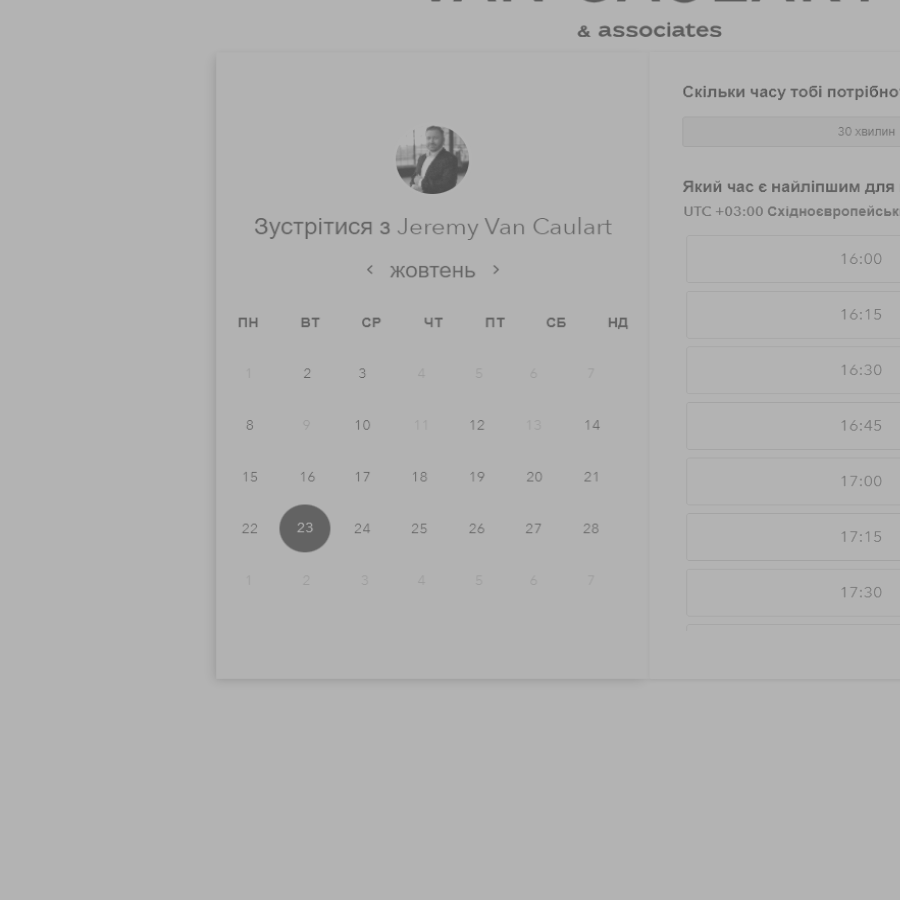 & associates
Зустрітися з Jeremy Van Caulart
жовтень
ПН ВТ СР ЧТ ПТ СБ НД
1 2 3 4 5 6 7
8 9 10 11 12 13 14
15 16 17 18 19 20 21
22 23 24 25 26 27 28
1 2 3 4 5 6 7
Скільки часу тобі потрібно
30 хвилин
Який час є найліпшим для
UTC +03:00
16:00
16:15
16:30
16:45
17:00
17:15
17:30